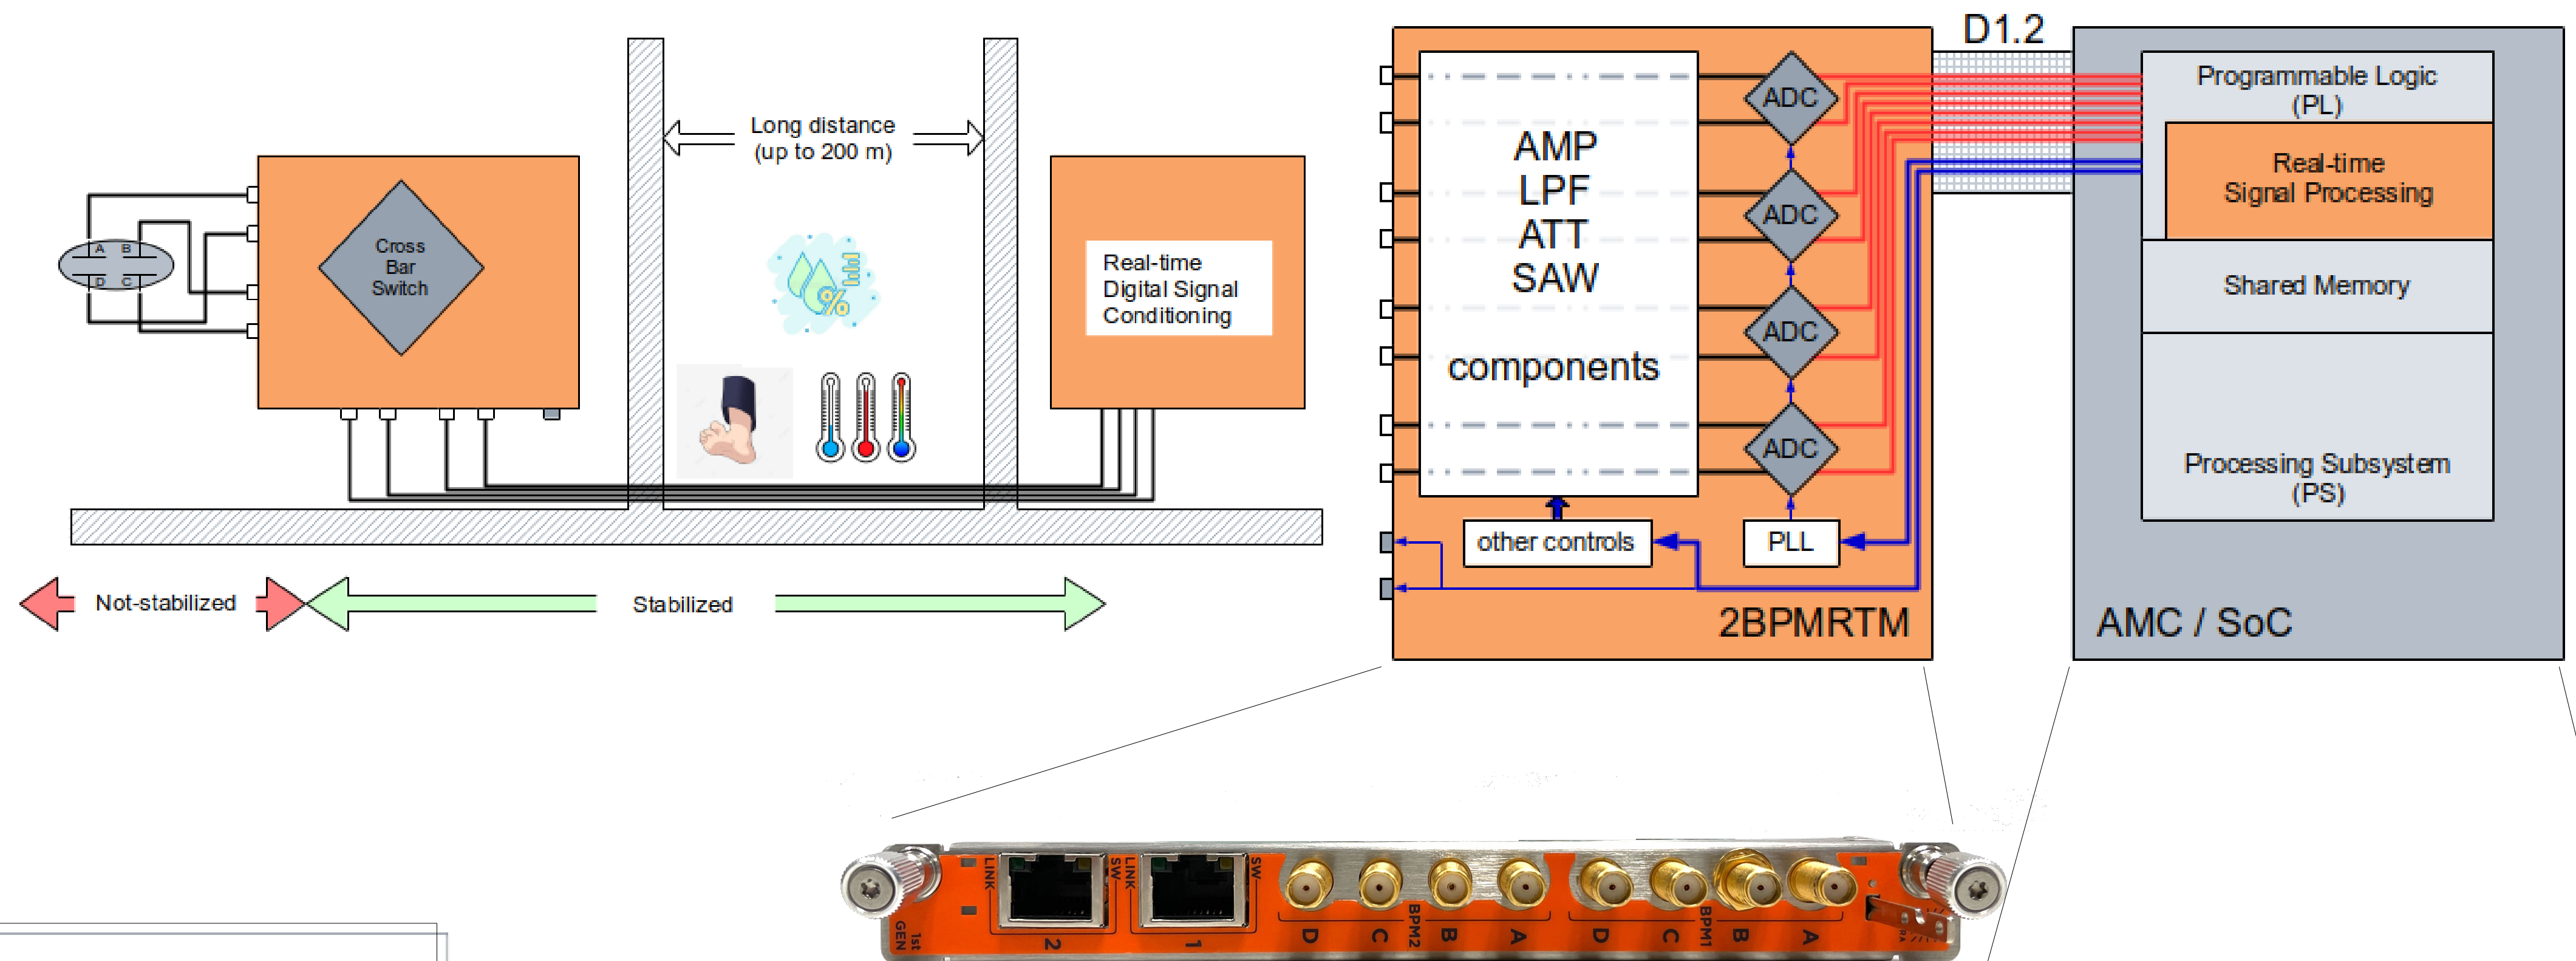 A B
D C
Cross
Bar
Switch
Long distance
(up to 200 m)
%
Real-time
Digital Signal
Conditioning
Not-stabilized
Stabilized
AMP
LPF
ATT
SAW
components
ADC
ADC
ADC
ADC
other controls
PLL
2BPMRTM
D1.2
Programmable Logic
(PL)
Real-time
Signal Processing
Shared Memory
Processing Subsystem
(PS)
AMC / SoC
1st
GEN
LINK
SW
2
LINK
SW
1
D C BPM2 B A
D C BPM1 B A